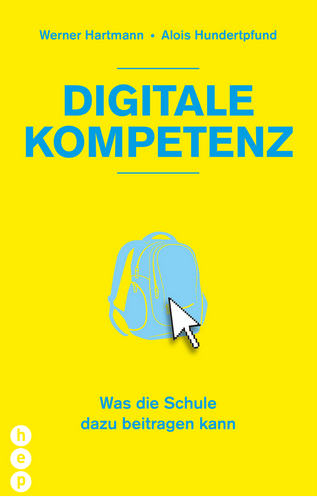 Werner Hartmann • Alois Hundertpfund
DIGITALE
KOMPETENZ
Was die Schule
dazu beitragen kann
h
e
p